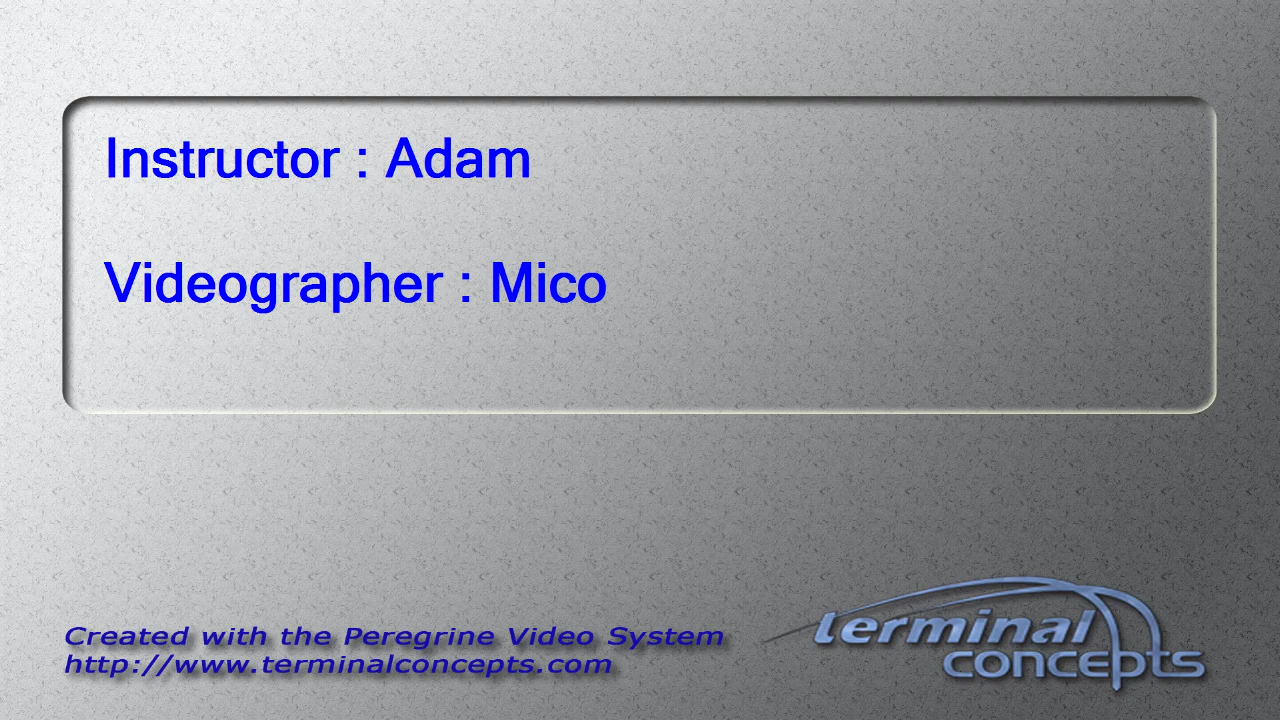 Instructor : Adam
Videographer : Mico
Created with the Peregrine Video System
http://www.terminalconcepts.com
terminal
concepts